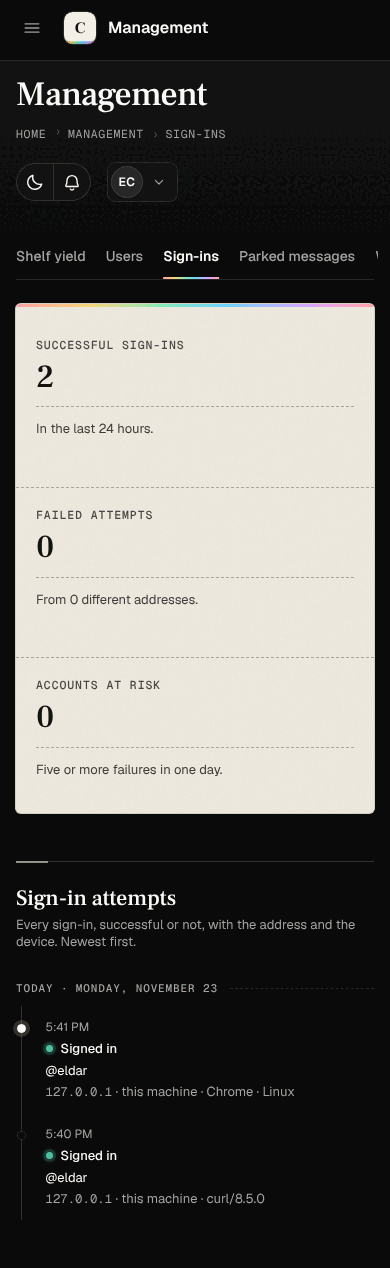 C Management
Management
HOME › MANAGEMENT › SIGN-INS
EC
Shelf yield Users Sign-ins Parked messages
SUCCESSFUL SIGN-INS
2
In the last 24 hours.
FAILED ATTEMPTS
0
From 0 different addresses.
ACCOUNTS AT RISK
0
Five or more failures in one day.
Sign-in attempts
Every sign-in, successful or not, with the address and the
device. Newest first.
TODAY · MONDAY, NOVEMBER 23
5:41 PM
Signed in
@eldar
127.0.0.1 · this machine · Chrome · Linux
5:40 PM
Signed in
@eldar
127.0.0.1 · this machine · curl/8.5.0